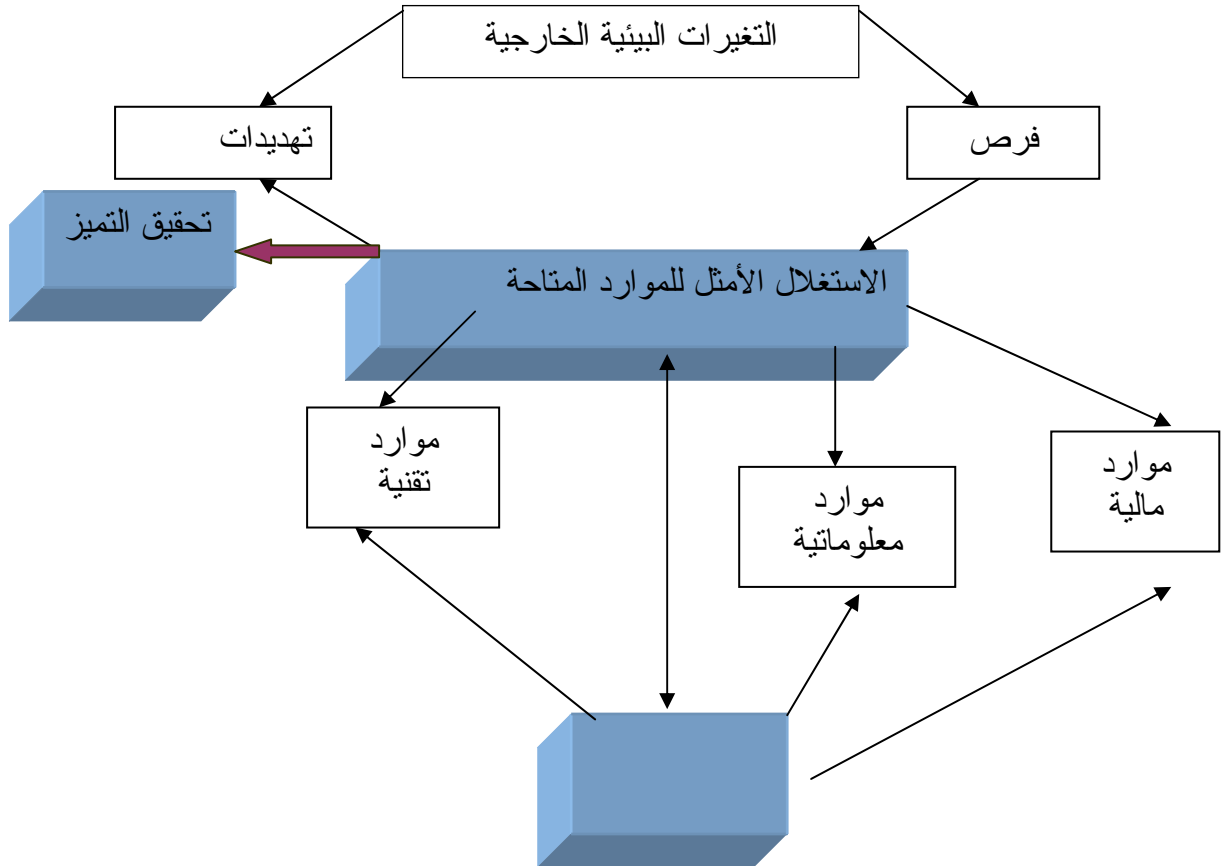 التغيرات البيئية الخارجية
فرص
تهديدات
تحقيق التميز
الاستغلال الأمثل للموارد المتاحة
موارد
مالية
موارد
معلوماتية
موارد
تقنية